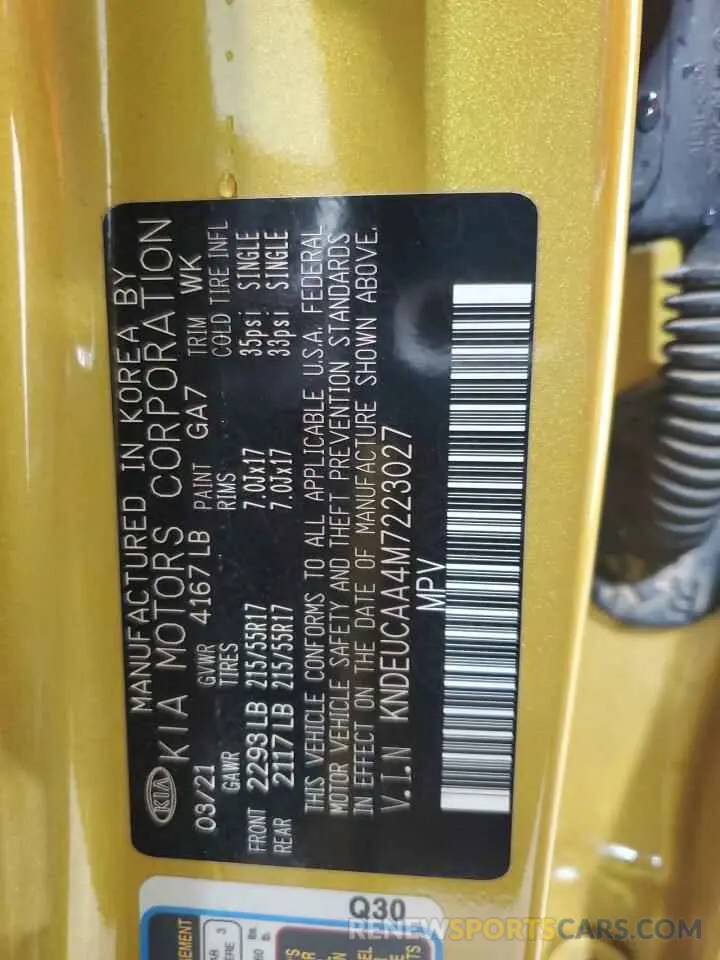 MANUFACTURED IN KOREA BY
KIA KIA MOTORS CORPORATION
03/21 GVWR 4167 LB PAINT GA7 TRIM WK
GAWR TIRES RIMS COLD TIRE INFL
FRONT 2293 LB 215/55R17 7.0Jx17 35psi SINGLE
REAR 2117 LB 215/55R17 7.0Jx17 33psi SINGLE
THIS VEHICLE CONFORMS TO ALL APPLICABLE U.S.A. FEDERAL
MOTOR VEHICLE SAFETY AND THEFT PREVENTION STANDARDS
IN EFFECT ON THE DATE OF MANUFACTURE SHOWN ABOVE.
V.I.N KNDEUCAA4M7223027
MPV
Q30
RENEWSPORTSCARS.COM